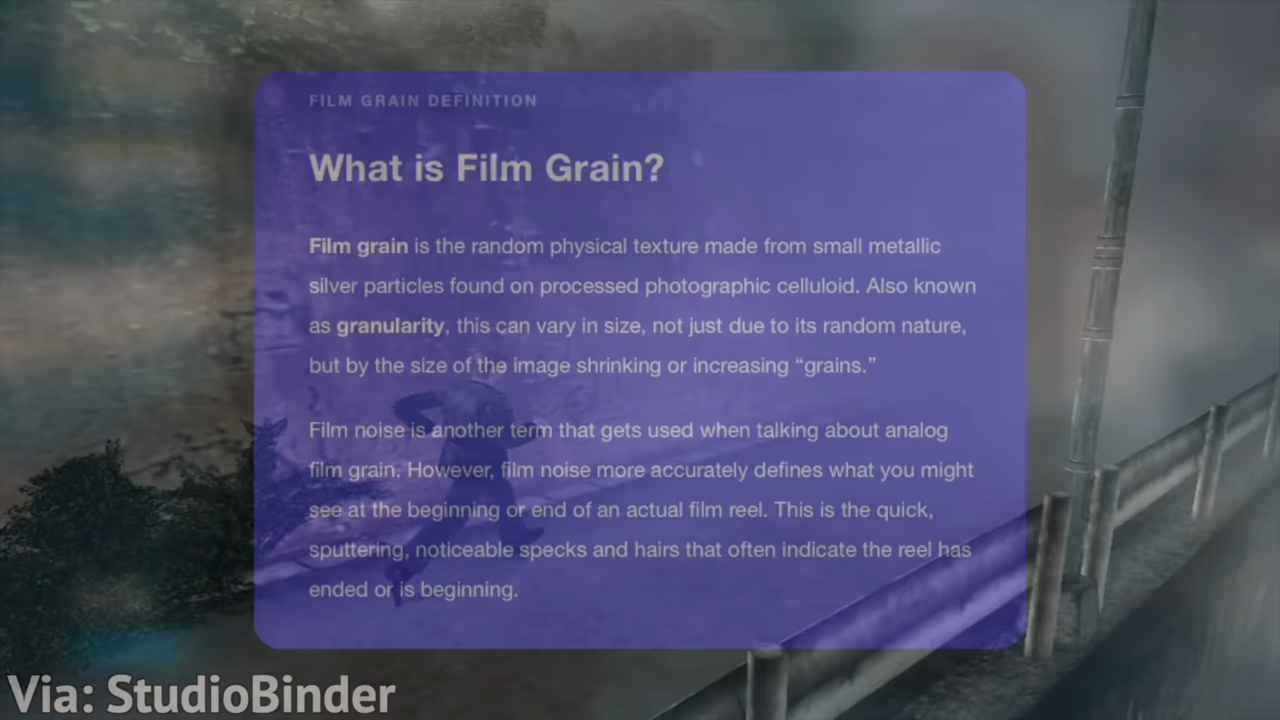 FILM GRAIN DEFINITION
What is Film Grain?
Film grain is the random physical texture made from small metallic
silver particles found on processed photographic celluloid. Also known
as granularity, this can vary in size, not just due to its random nature,
but by the size of the image shrinking or increasing “grains.”
Film noise is another term that gets used when talking about analog
film grain. However, film noise more accurately defines what you might
see at the beginning or end of an actual film reel. This is the quick,
sputtering, noticeable specks and hairs that often indicate the reel has
ended or is beginning.
Via: StudioBinder